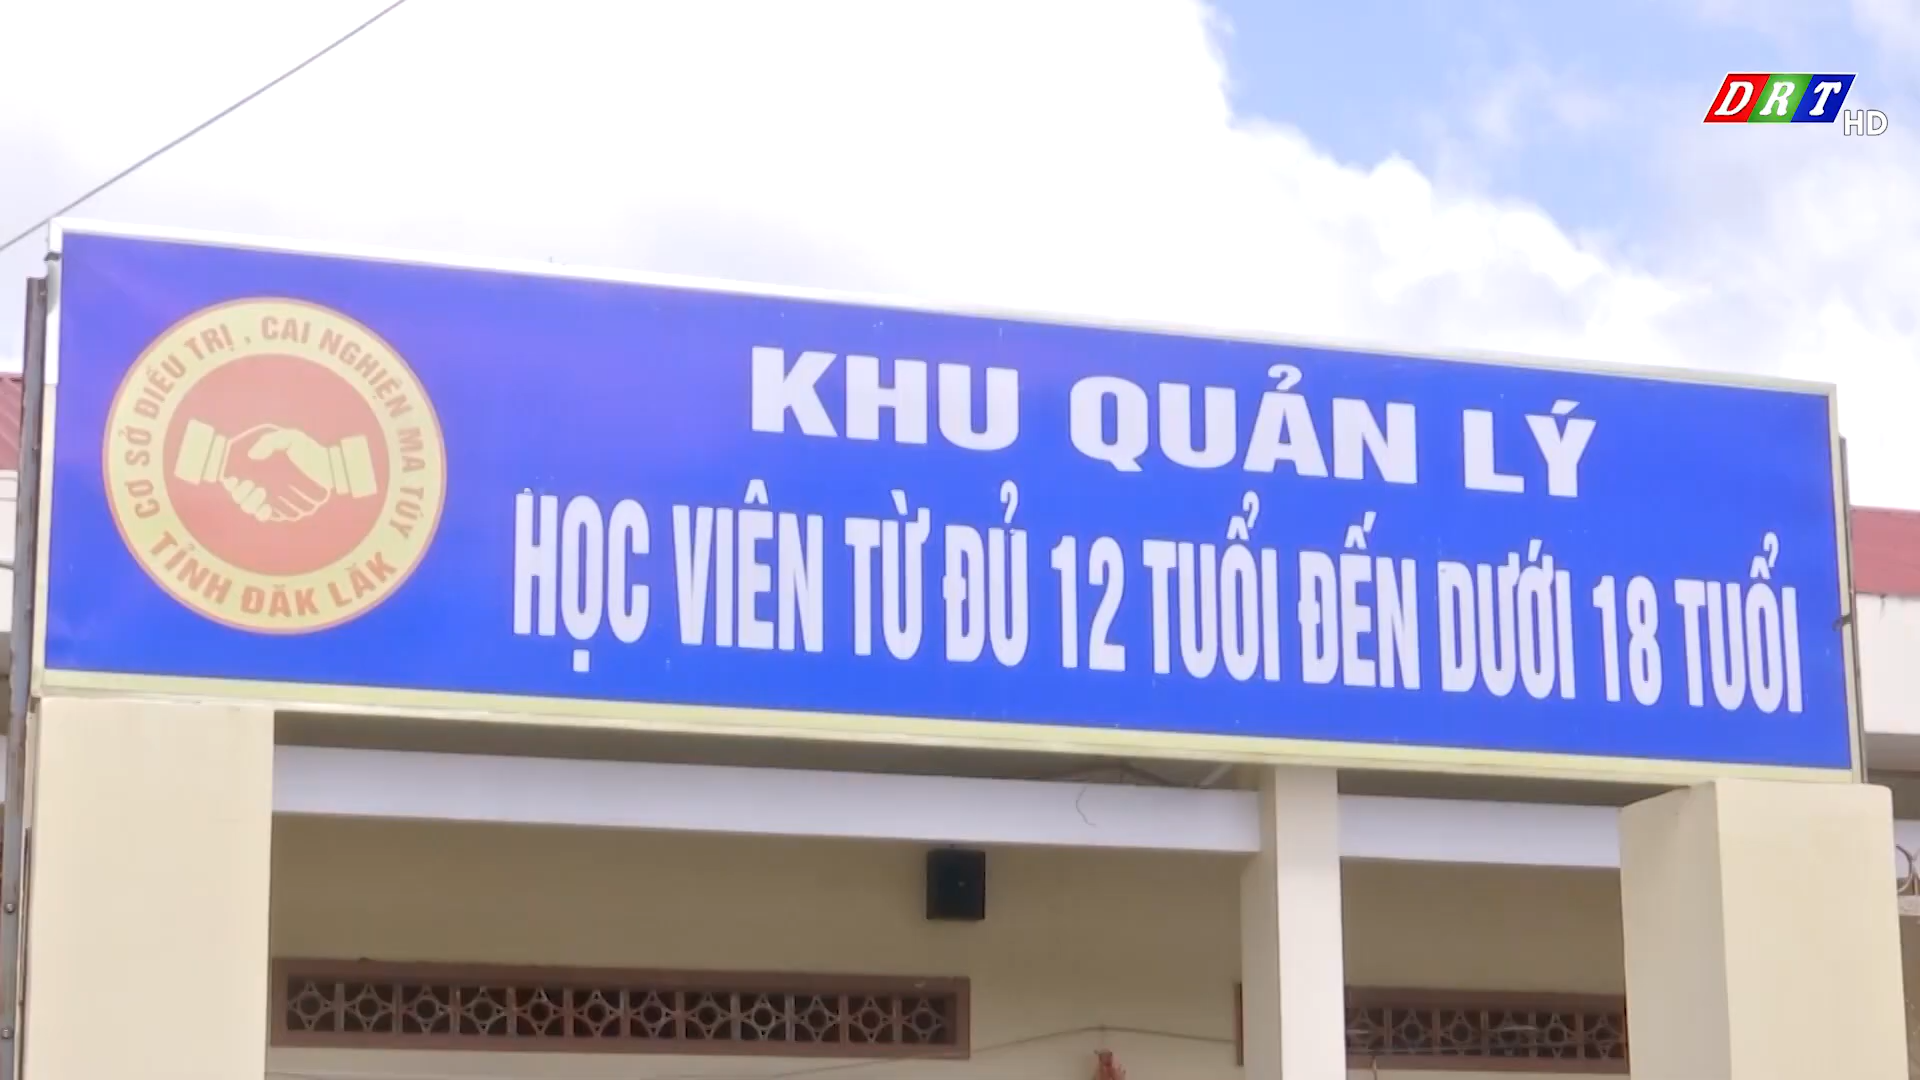 DRT HD
CƠ SỞ ĐIỀU TRỊ, CAI NGHIỆN MA TÚY
TỈNH ĐĂK LĂK
KHU QUẢN LÝ
HỌC VIÊN TỪ ĐỦ 12 TUỔI ĐẾN DƯỚI 18 TUỔI